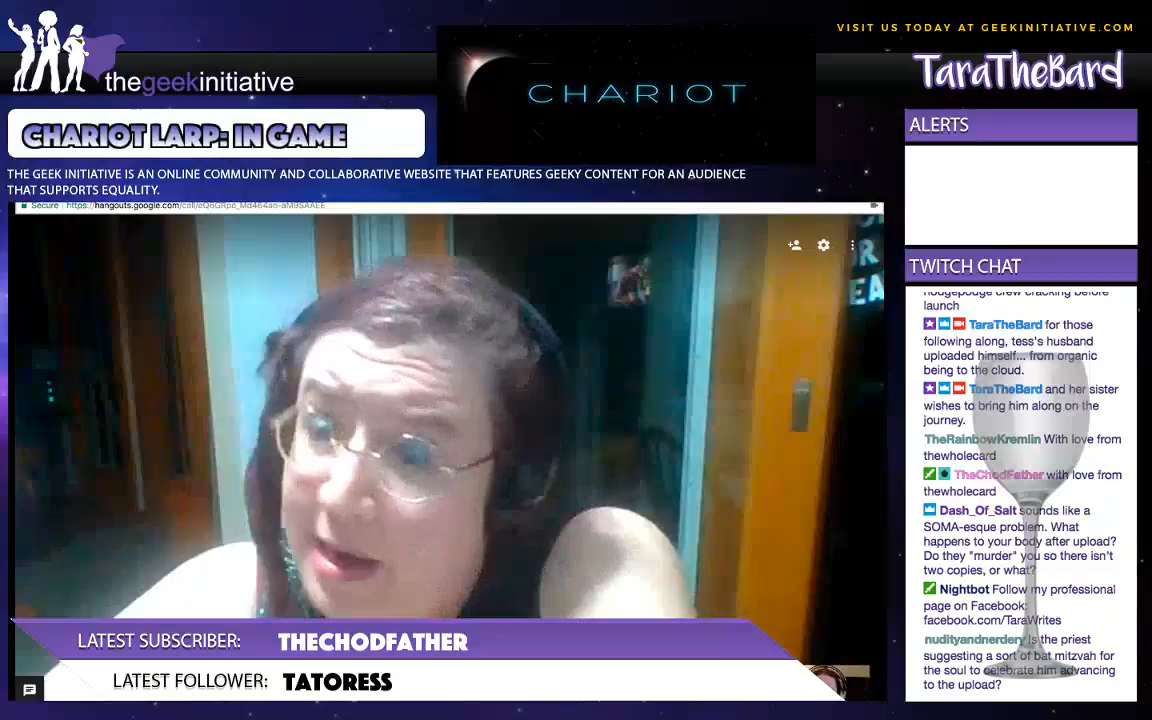 VISIT US TODAY AT GEEKINITIATIVE.COM
thegeekinitiative
CHARIOT
TaraTheBard
CHARIOT LARP: IN GAME
ALERTS
THE GEEK INITIATIVE IS AN ONLINE COMMUNITY AND COLLABORATIVE WEBSITE THAT FEATURES GEEKY CONTENT FOR AN AUDIENCE
THAT SUPPORTS EQUALITY.
Secure https://hangouts.google.com/call/
TWITCH CHAT
hodgepodge crew cracking before
launch
TaraTheBard for those
following along, tess's husband
uploaded himself... from organic
being to the cloud.
TaraTheBard and her sister
wishes to bring him along on the
journey.
TheRainbowKremlin With love from
thewholecard
TheChodFather with love from
thewholecard
Dash_Of_Salt sounds like a
SOMA-esque problem. What
happens to your body after upload?
Do they "murder" you so there isn't
two copies, or what?
Nightbot Follow my professional
page on Facebook:
facebook.com/TaraWrites
nudityandnerdery Is the priest
suggesting a sort of bat mitzvah for
the soul to celebrate him advancing
to the upload?
LATEST SUBSCRIBER: THECHODFATHER
LATEST FOLLOWER: TATORESS